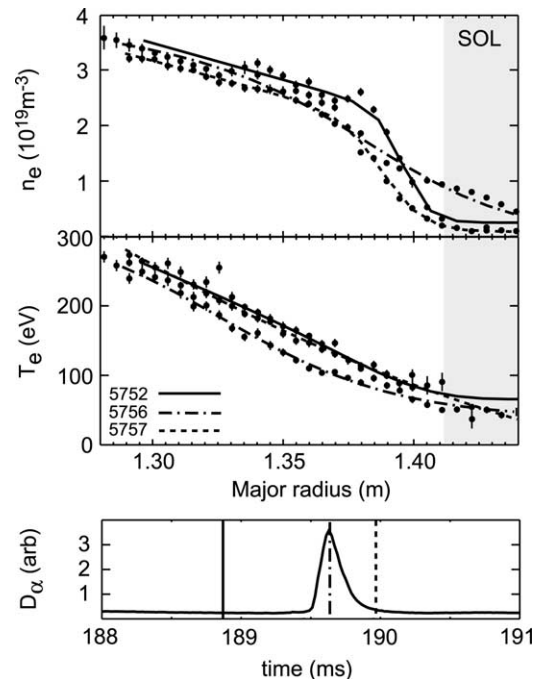 SOL
4
3
2
1
n_e (10^19 m^-3)
300
200
100
0
T_e (eV)
5752
5756
5757
1.30 1.35 1.40
Major radius (m)
3
2
1
D_α (arb)
188 189 190 191
time (ms)